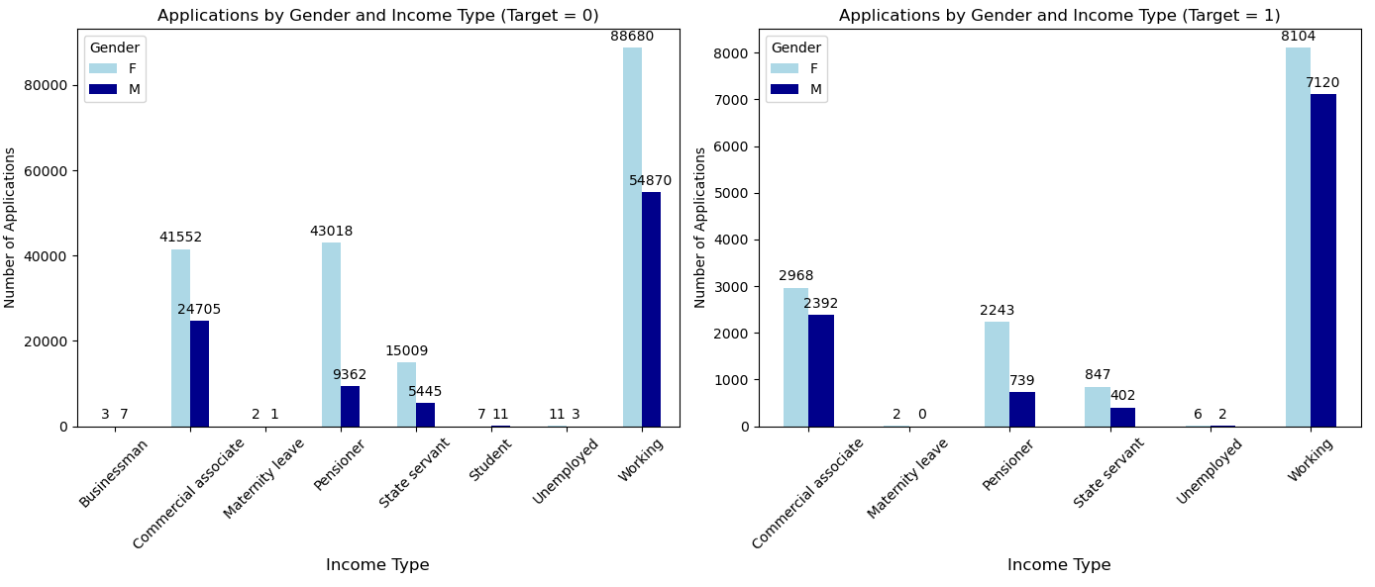 Applications by Gender and Income Type (Target = 0)
Number of Applications
80000
60000
40000
20000
0
Gender
F
M
3 7
41552
24705
2 1
43018
9362
15009
5445
7 11
11 3
88680
54870
Businessman
Commercial associate
Maternity leave
Pensioner
State servant
Student
Unemployed
Working
Income Type
Applications by Gender and Income Type (Target = 1)
Number of Applications
8000
7000
6000
5000
4000
3000
2000
1000
0
Gender
F
M
2968
2392
2 0
2243
739
847
402
6 2
8104
7120
Commercial associate
Maternity leave
Pensioner
State servant
Unemployed
Working
Income Type